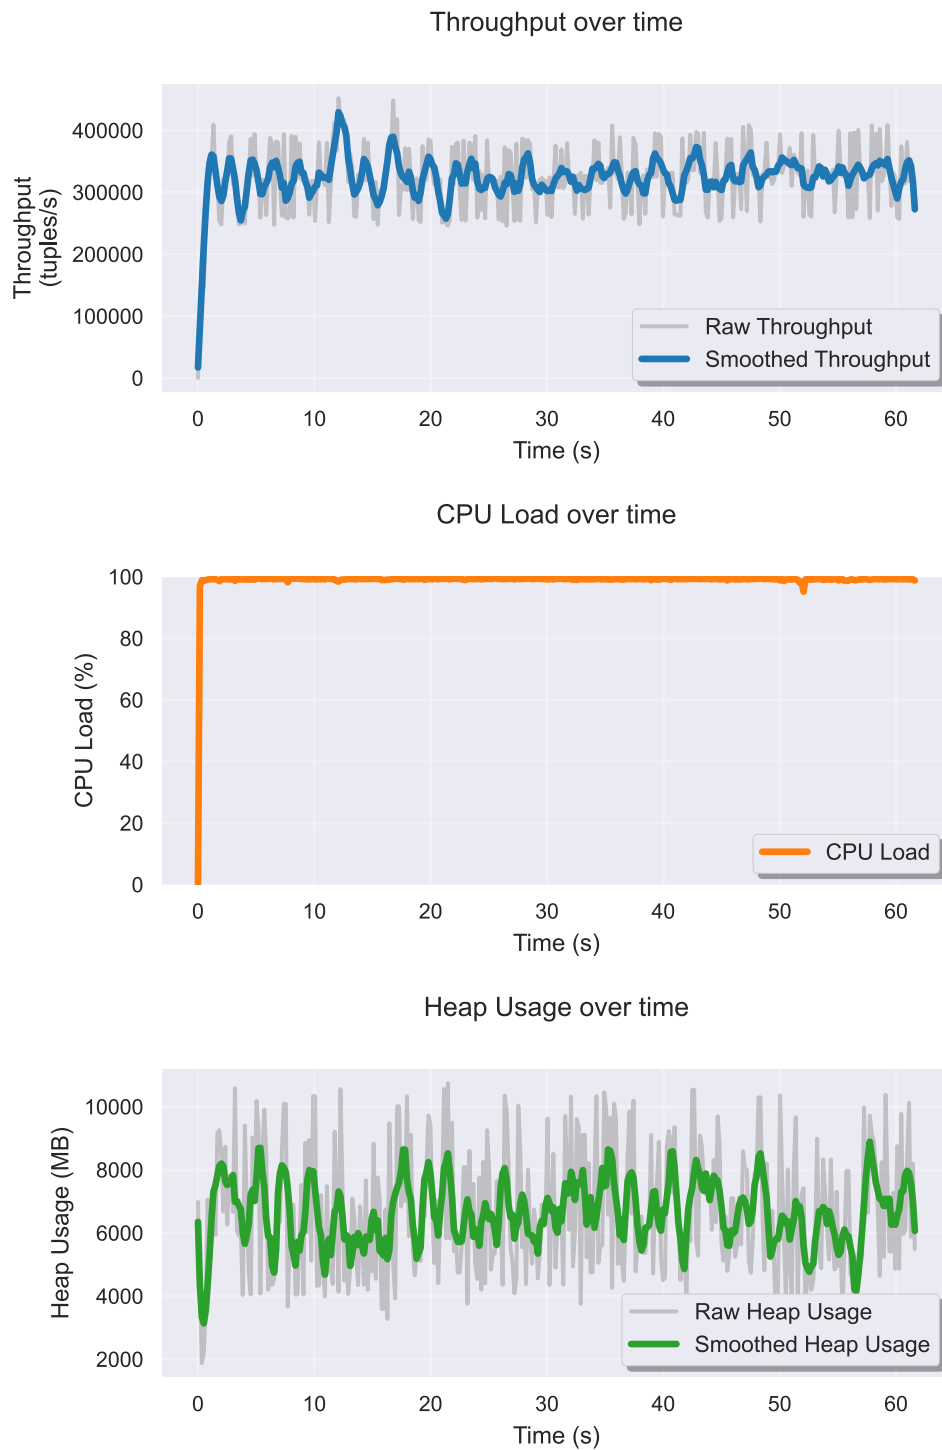 Throughput over time
Throughput
(tuples/s)
400000
300000
200000
100000
0
Raw Throughput
Smoothed Throughput
0 10 20 30 40 50 60
Time (s)
CPU Load over time
CPU Load (%)
100
80
60
40
20
0
CPU Load
0 10 20 30 40 50 60
Time (s)
Heap Usage over time
Heap Usage (MB)
10000
8000
6000
4000
2000
Raw Heap Usage
Smoothed Heap Usage
0 10 20 30 40 50 60
Time (s)